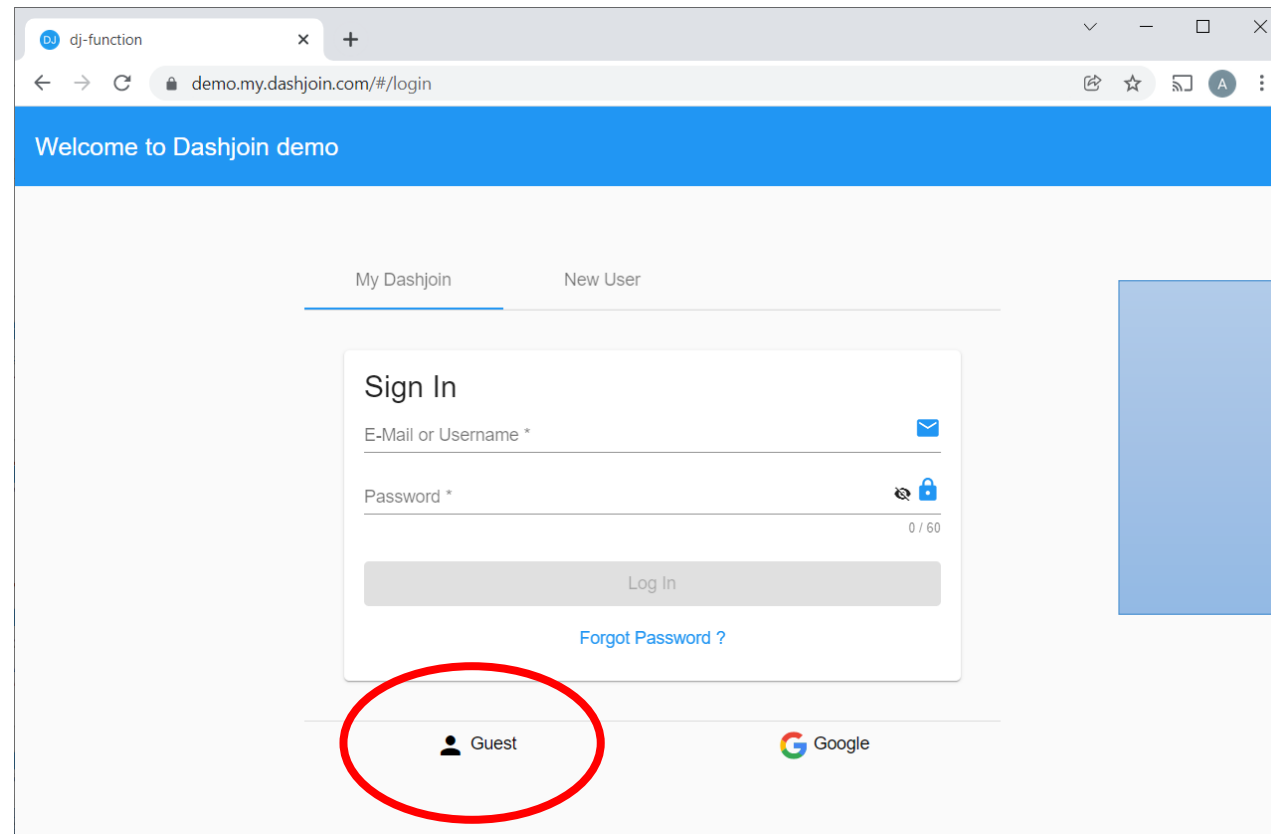 DJ dj-function
demo.my.dashjoin.com/#/login
A
Welcome to Dashjoin demo
My Dashjoin New User
Sign In
E-Mail or Username *
Password *
0 / 60
Log In
Forgot Password ?
Guest Google